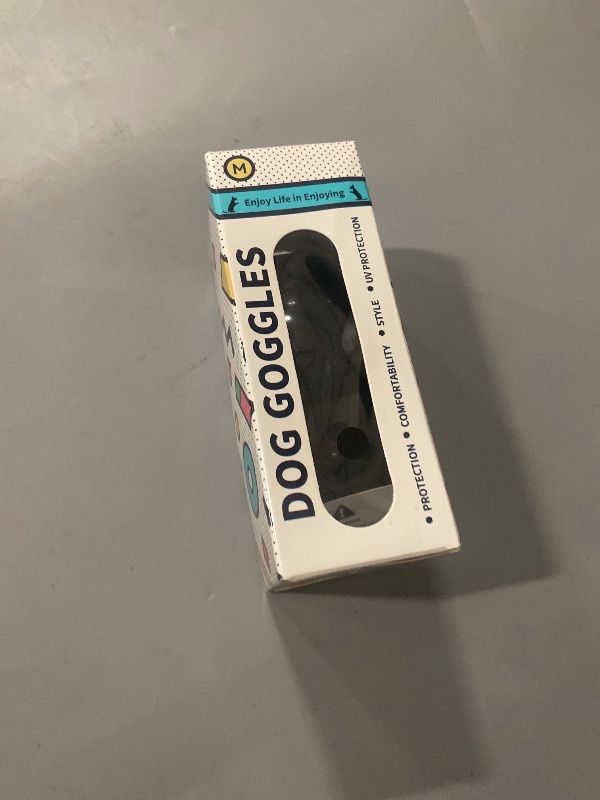 M
Enjoy Life in Enjoying
DOG GOGGLES
• PROTECTION • COMFORTABILITY • STYLE • UV PROTECTION